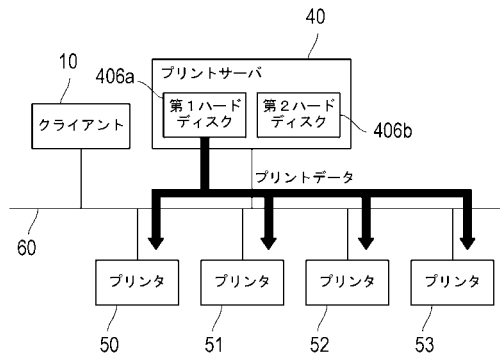 40
プリントサーバ
10
406a
第１ハード
ディスク
第２ハード
ディスク
クライアント
406b
プリントデータ
60
プリンタ
プリンタ
プリンタ
プリンタ
50
51
52
53